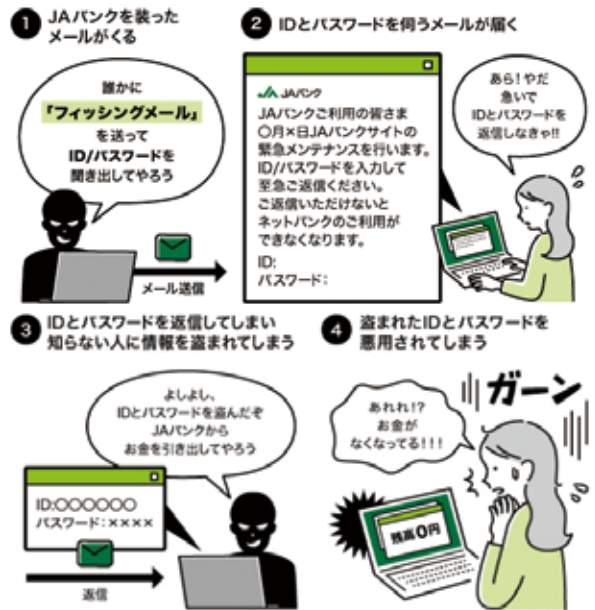 1 JAバンクを装った
メールがくる
誰かに
「フィッシングメール」
を送って
ID/パスワードを
聞き出してやろう
メール送信
2 IDとパスワードを伺うメールが届く
JAバンク
JAバンクご利用の皆さま
〇月×日JAバンクサイトの
緊急メンテナンスを行います。
ID/パスワードを入力して
至急ご返信ください。
ご返信いただけないと
ネットバンクのご利用が
できなくなります。
ID:
パスワード:
あら!やだ
急いで
IDとパスワードを
返信しなきゃ!!
3 IDとパスワードを返信してしまい
知らない人に情報を盗まれてしまう
よしよし、
IDとパスワードを盗んだぞ
JAバンクから
お金を引き出してやろう
ID:〇〇〇〇〇〇
パスワード:××××
返信
4 盗まれたIDとパスワードを
悪用されてしまう
ガーン
あれれ!?
お金が
なくなってる!!!
残高0円